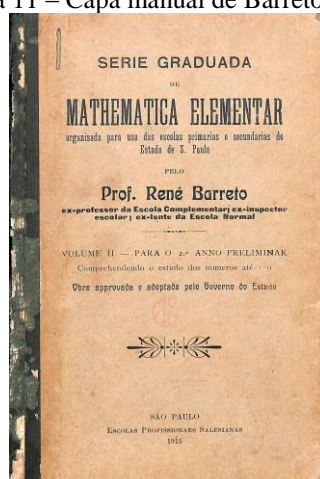 a 11 – Capa manual de Barreto
SERIE GRADUADA
DE
MATHEMATICA ELEMENTAR
organisada para uso das escolas primarias e secundarias do
Estado de S. Paulo
PELO
Prof. René Barreto
ex-professor da Escola Complementar; ex-inspector
escolar; ex-lente da Escola Normal
VOLUME II — PARA O 2.º ANNO PRELIMINAR
Comprehendendo o estudo dos numeros até
Obra approvada e adoptada pelo Governo do Estado
SÃO PAULO
ESCOLAS PROFISSIONAES SALESIANAS